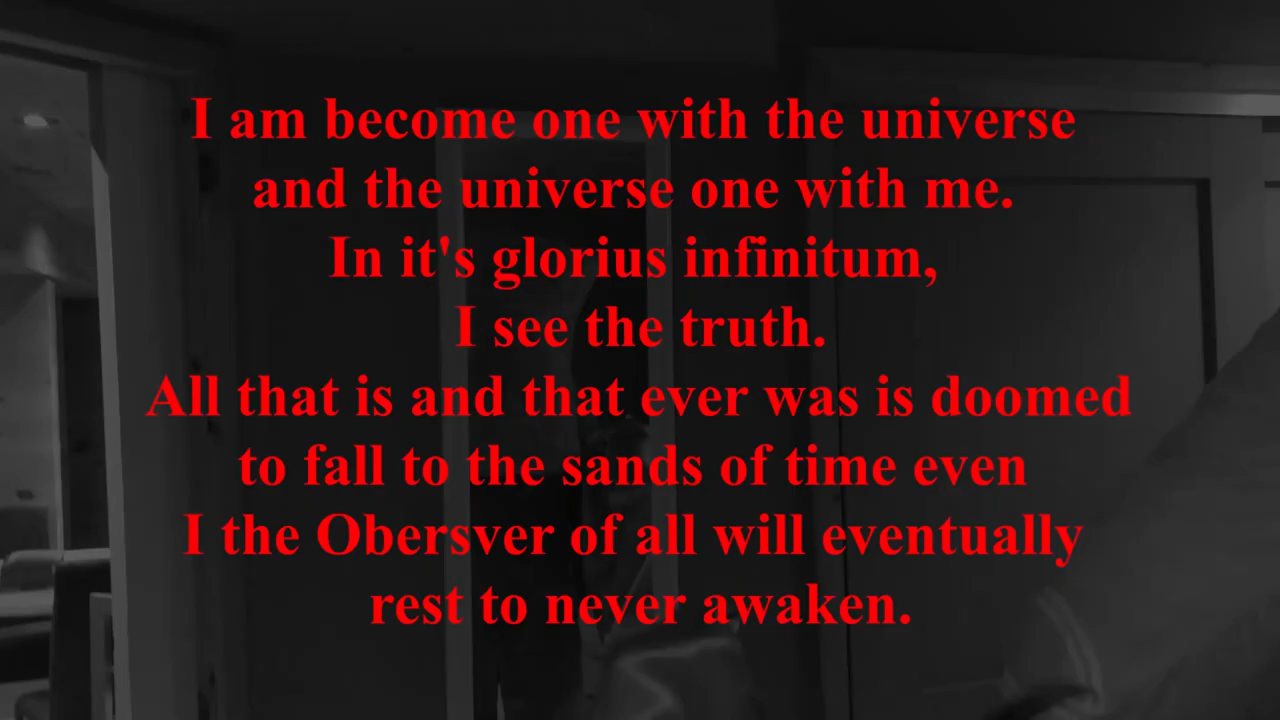 I am become one with the universe
and the universe one with me.
In it's glorius infinitum,
I see the truth.
All that is and that ever was is doomed
to fall to the sands of time even
I the Obersver of all will eventually
rest to never awaken.